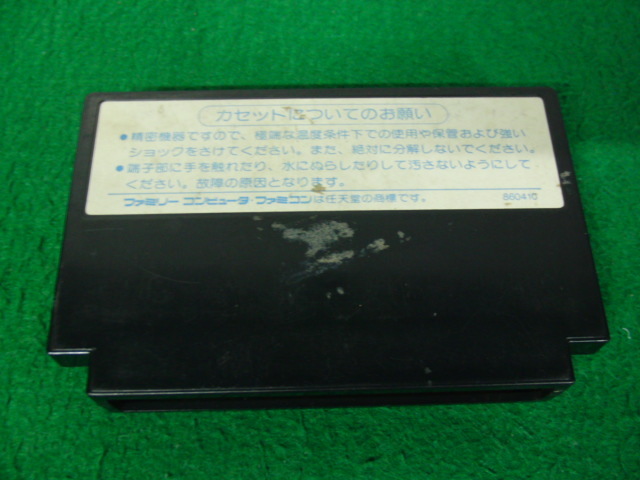 カセットについてのお願い
●精密機器ですので、極端な温度条件下での使用や保管および強い
ショックをさけてください。また、絶対に分解しないでください。
●端子部に手を触れたり、水にぬらしたりして汚さないようにして
ください。故障の原因となります。
ファミリー コンピュータ・ファミコンは任天堂の商標です。